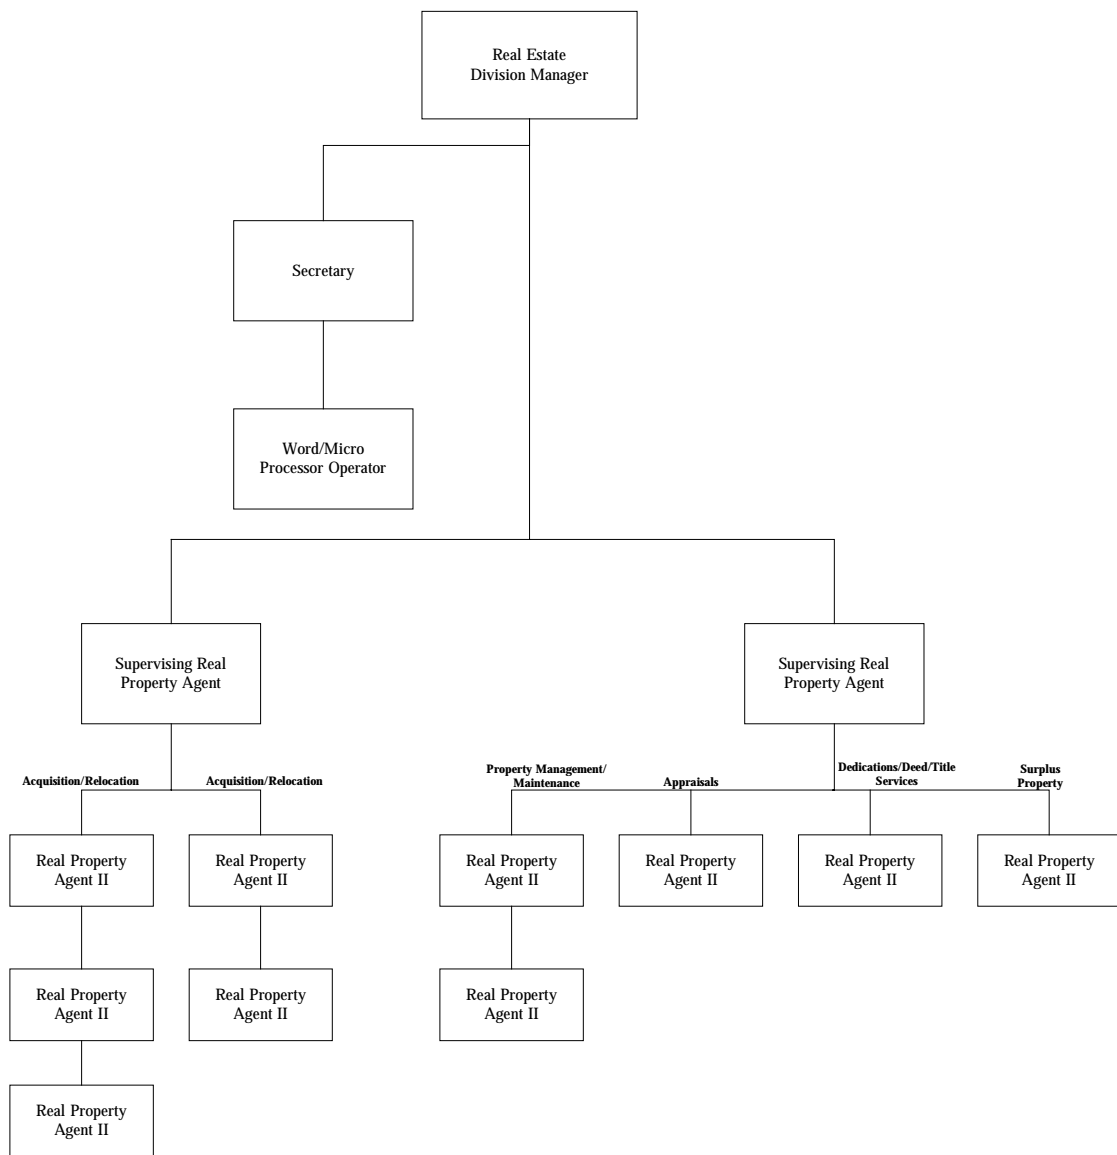 Real Estate
Division Manager
Secretary
Word/Micro
Processor Operator
Supervising Real
Property Agent
Supervising Real
Property Agent
Acquisition/Relocation
Acquisition/Relocation
Property Management/
Maintenance
Appraisals
Dedications/Deed/Title
Services
Surplus
Property
Real Property
Agent II
Real Property
Agent II
Real Property
Agent II
Real Property
Agent II
Real Property
Agent II
Real Property
Agent II
Real Property
Agent II
Real Property
Agent II
Real Property
Agent II
Real Property
Agent II